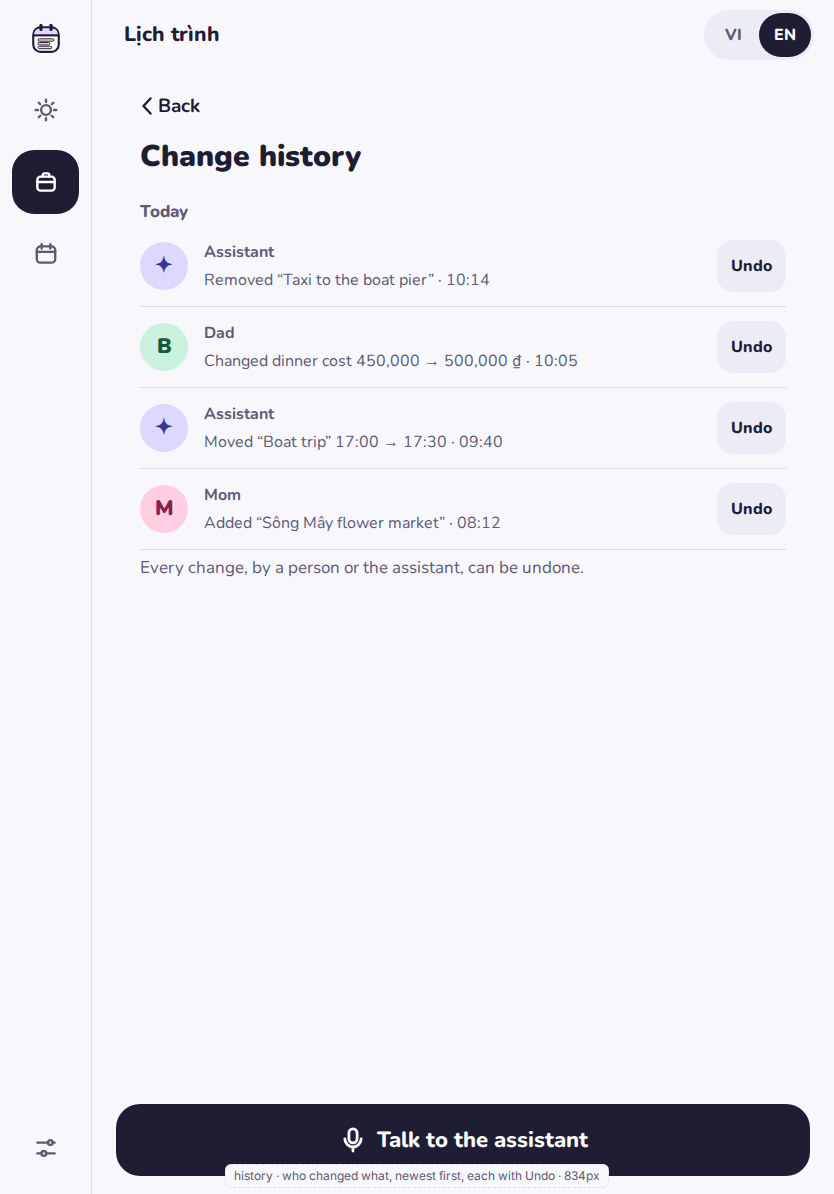 Lịch trình
VI EN
Back
Change history
Today
Assistant
Removed “Taxi to the boat pier” · 10:14
Undo
B
Dad
Changed dinner cost 450,000 → 500,000 ₫ · 10:05
Undo
Assistant
Moved “Boat trip” 17:00 → 17:30 · 09:40
Undo
M
Mom
Added “Sông Mây flower market” · 08:12
Undo
Every change, by a person or the assistant, can be undone.
Talk to the assistant
history · who changed what, newest first, each with Undo · 834px